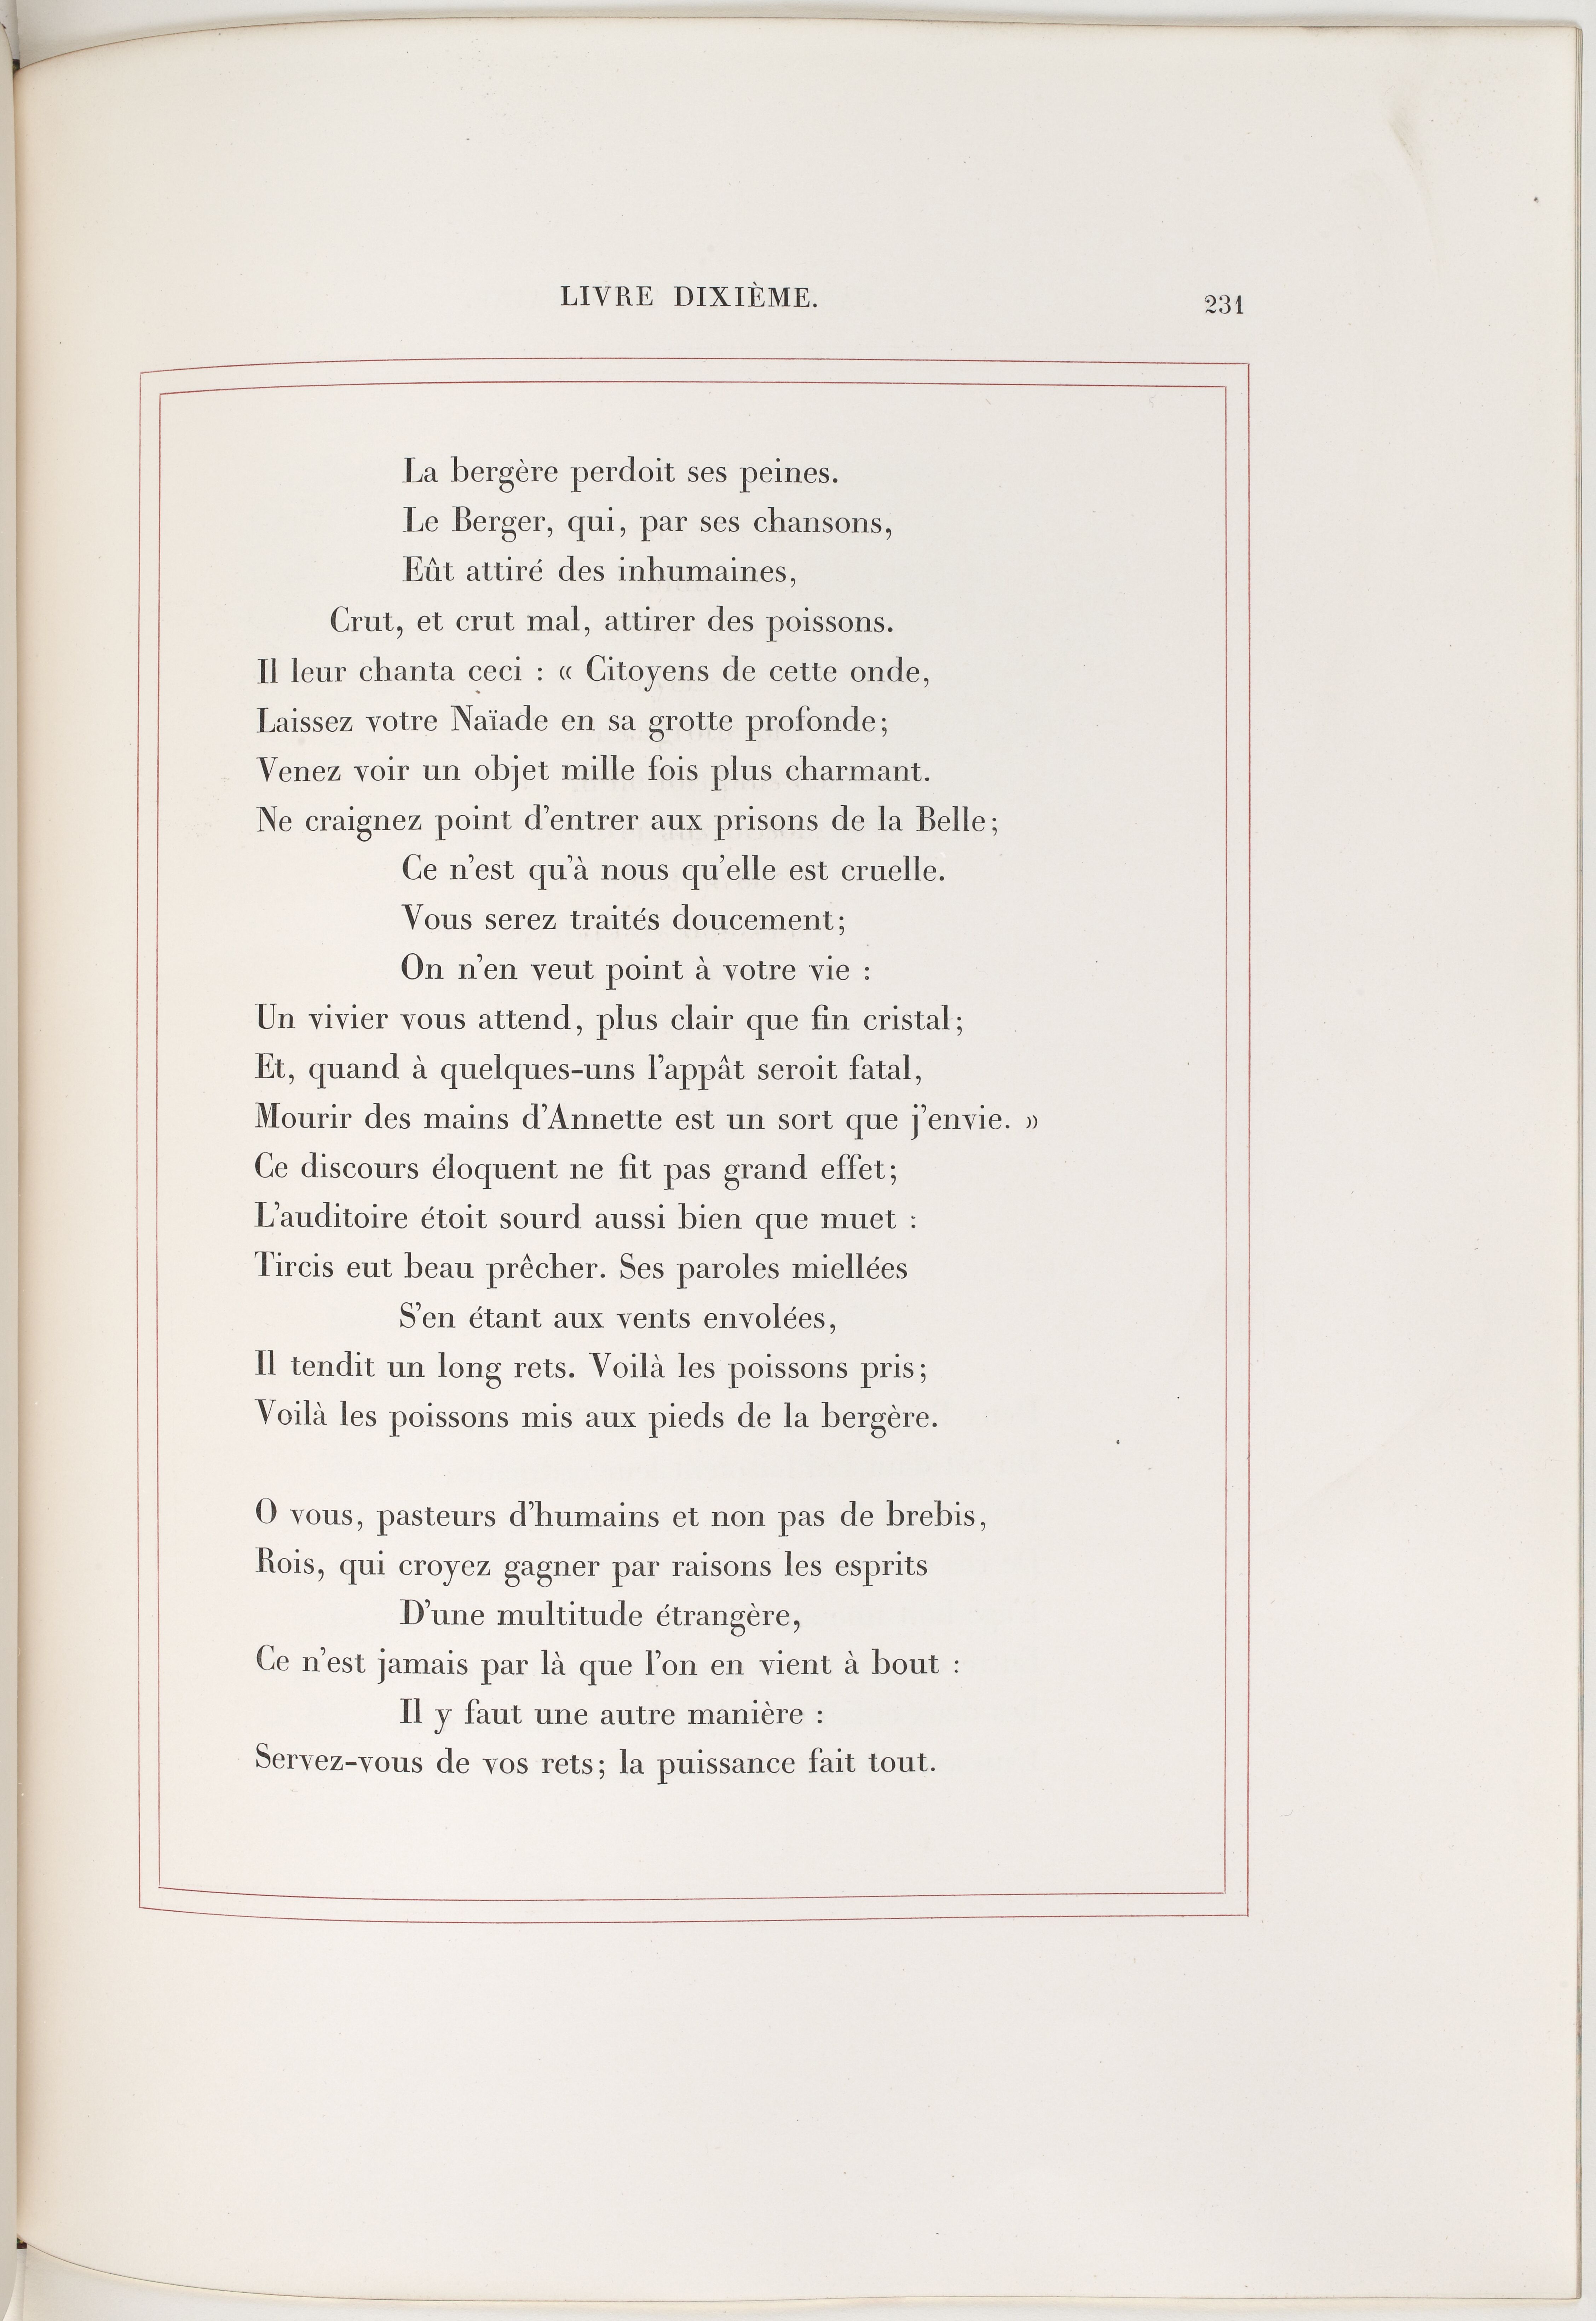 LIVRE DIXIÈME.
231
La bergère perdoit ses peines.
Le Berger, qui, par ses chansons,
Eût attiré des inhumaines,
Crut, et crut mal, attirer des poissons.
Il leur chanta ceci : « Citoyens de cette onde,
Laissez votre Naïade en sa grotte profonde;
Venez voir un objet mille fois plus charmant.
Ne craignez point d'entrer aux prisons de la Belle;
Ce n'est qu'à nous qu'elle est cruelle.
Vous serez traités doucement;
On n'en veut point à votre vie :
Un vivier vous attend, plus clair que fin cristal;
Et, quand à quelques-uns l'appât seroit fatal,
Mourir des mains d'Annette est un sort que j'envie. »
Ce discours éloquent ne fit pas grand effet;
L'auditoire étoit sourd aussi bien que muet :
Tircis eut beau prêcher. Ses paroles miellées
S'en étant aux vents envolées,
Il tendit un long rets. Voilà les poissons pris;
Voilà les poissons mis aux pieds de la bergère.
O vous, pasteurs d'humains et non pas de brebis,
Rois, qui croyez gagner par raisons les esprits
D'une multitude étrangère,
Ce n'est jamais par là que l'on en vient à bout :
Il y faut une autre manière :
Servez-vous de vos rets; la puissance fait tout.